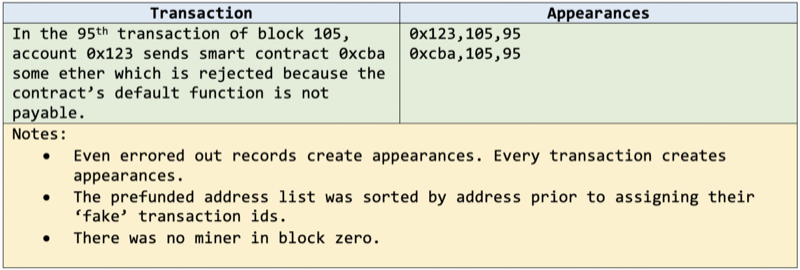 Transaction
Appearances
In the 95th transaction of block 105,
account 0x123 sends smart contract 0xcba
some ether which is rejected because the
contract’s default function is not
payable.
0x123,105,95
0xcba,105,95
Notes:
• Even errored out records create appearances. Every transaction creates
appearances.
• The prefunded address list was sorted by address prior to assigning their
‘fake’ transaction ids.
• There was no miner in block zero.